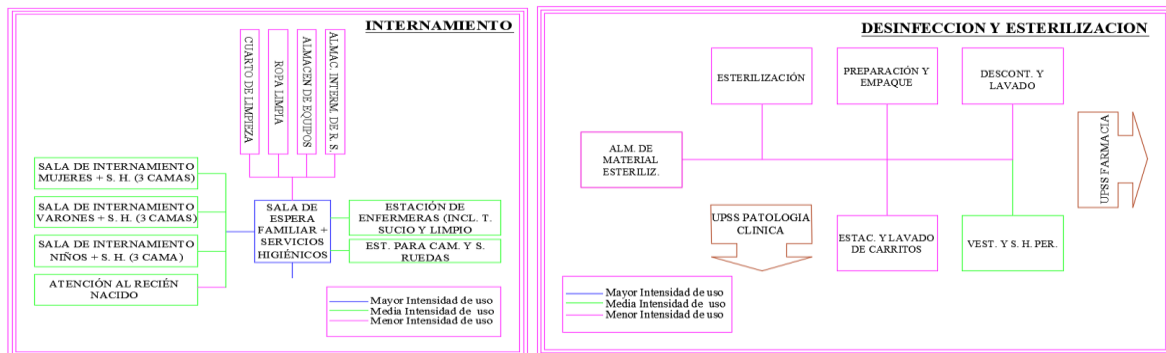 INTERNAMIENTO
CUARTO DE LIMPIEZA
ROPA LIMPIA
ALMACEN DE EQUIPOS
ALMAC. INTERM. DE R. S.
SALA DE INTERNAMIENTO
MUJERES + S. H. (3 CAMAS)
SALA DE INTERNAMIENTO
VARONES + S. H. (3 CAMAS)
SALA DE INTERNAMIENTO
NIÑOS + S. H. (3 CAMA)
ATENCIÓN AL RECIÉN
NACIDO
SALA DE
ESPERA
FAMILIAR +
SERVICIOS
HIGIÉNICOS
ESTACIÓN DE
ENFERMERAS (INCL. T.
SUCIO Y LIMPIO
EST. PARA CAM. Y S.
RUEDAS
Mayor Intensidad de uso
Media Intensidad de uso
Menor Intensidad de uso
DESINFECCION Y ESTERILIZACION
ESTERILIZACIÓN
PREPARACIÓN Y
EMPAQUE
DESCONT. Y
LAVADO
ALM. DE
MATERIAL
ESTERILIZ.
UPSS FARMACIA
UPSS PATOLOGIA
CLINICA
ESTAC. Y LAVADO
DE CARRITOS
VEST. Y S. H. PER.
Mayor Intensidad de uso
Media Intensidad de uso
Menor Intensidad de uso